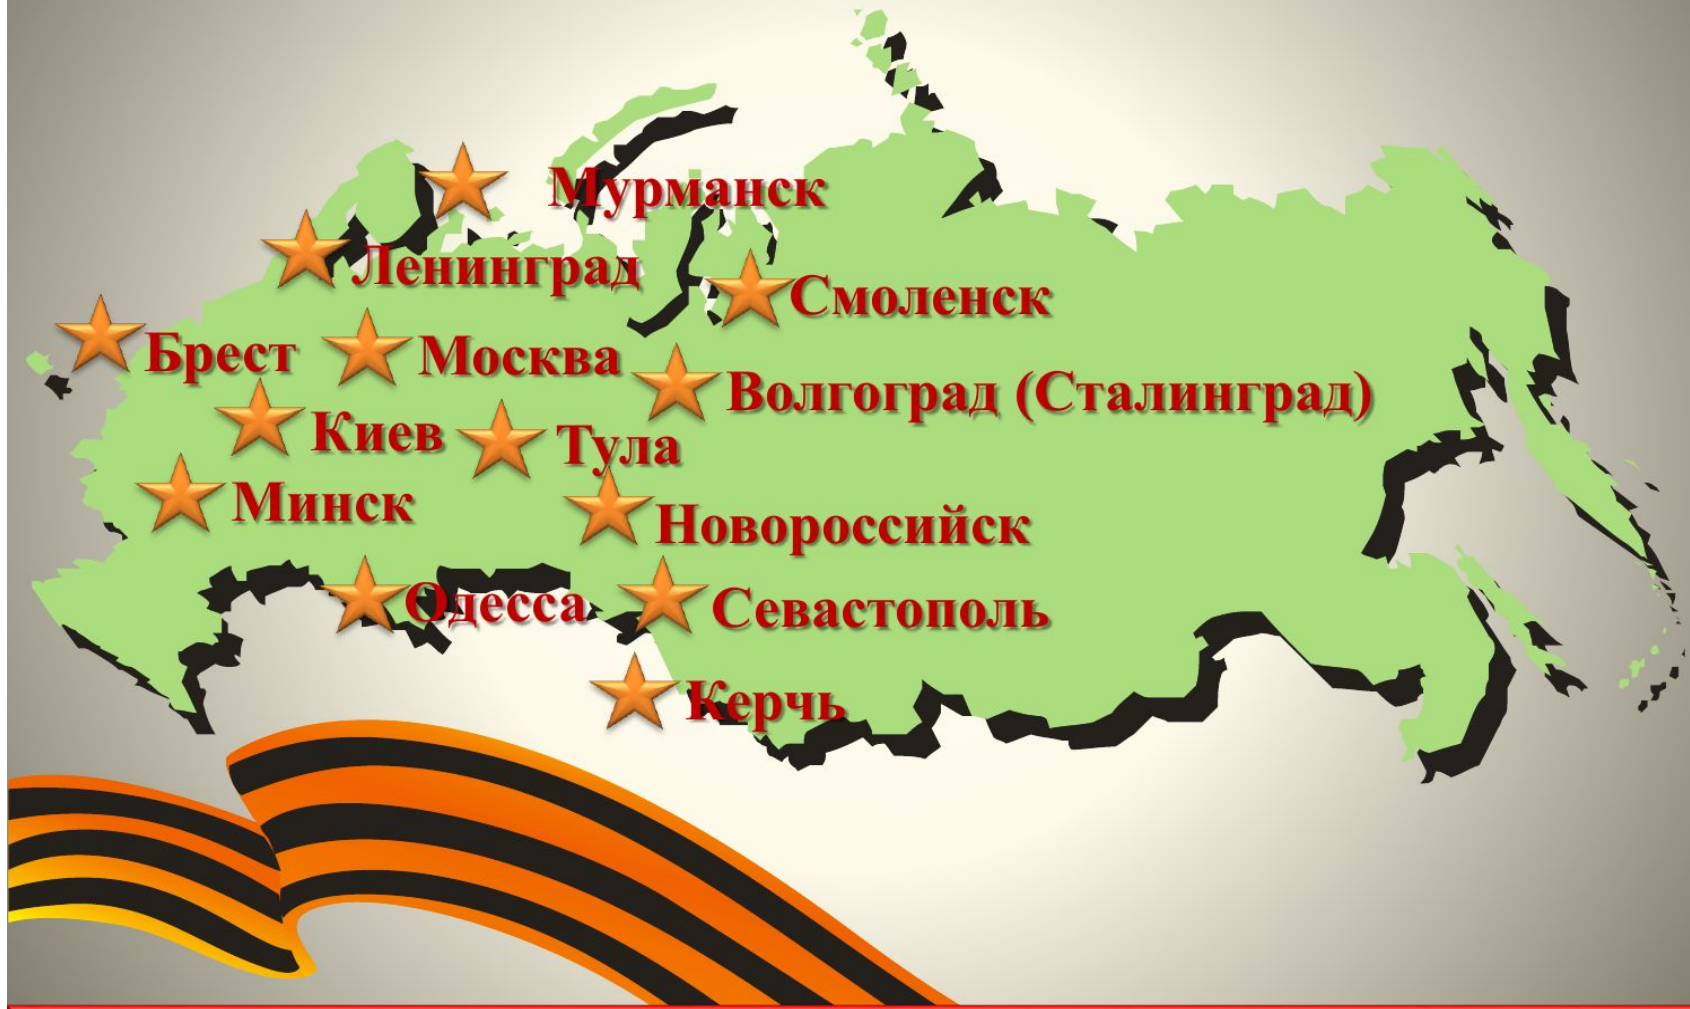 Мурманск
Ленинград
Смоленск
Брест
Москва
Волгоград (Сталинград)
Киев
Тула
Минск
Новороссийск
Одесса
Севастополь
Керчь